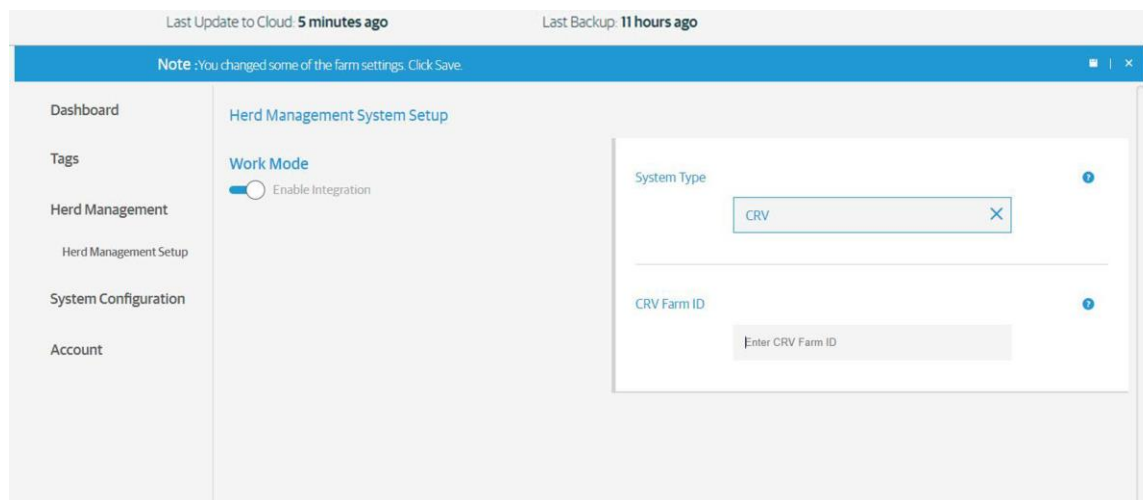 Last Update to Cloud: 5 minutes ago Last Backup: 11 hours ago
Note :You changed some of the farm settings. Click Save.
Dashboard
Tags
Herd Management
Herd Management Setup
System Configuration
Account
Herd Management System Setup
Work Mode
Enable Integration
System Type
CRV
CRV Farm ID
Enter CRV Farm ID